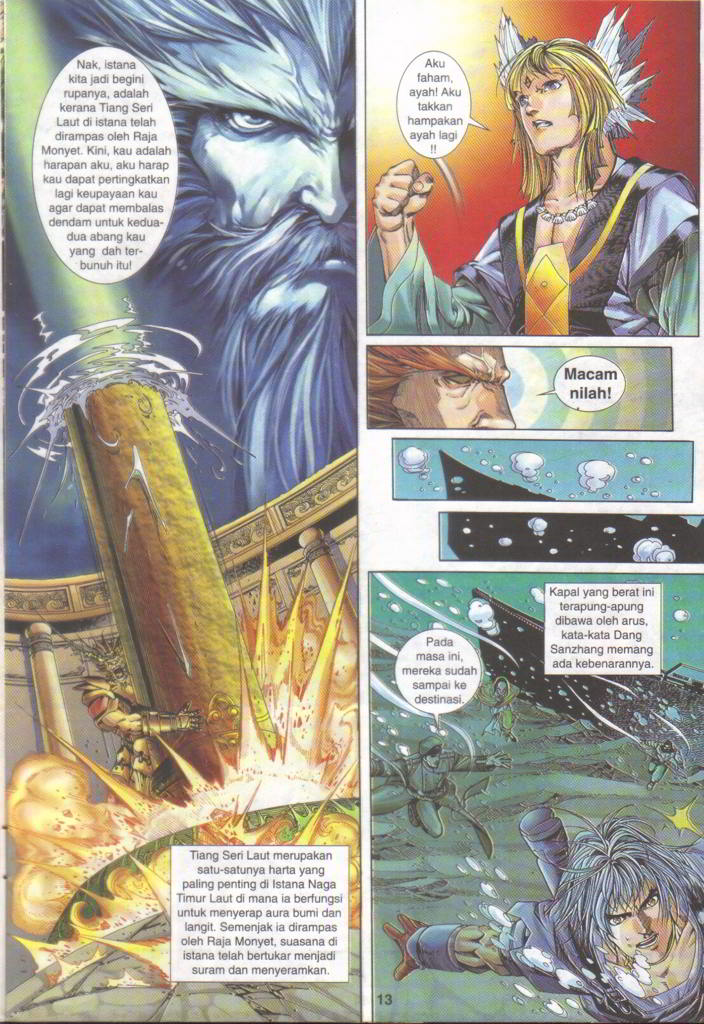 Nak, istana
kita jadi begini
rupanya, adalah
kerana Tiang Seri
Laut di istana telah
dirampas oleh Raja
Monyet. Kini, kau adalah
harapan aku, aku harap
kau dapat pertingkatkan
lagi keupayaan kau
agar dapat membalas
dendam untuk kedua-
dua abang kau
yang dah ter-
bunuh itu!
Tiang Seri Laut merupakan
satu-satunya harta yang
paling penting di Istana Naga
Timur Laut di mana ia berfungsi
untuk menyerap aura bumi dan
langit. Semenjak ia dirampas
oleh Raja Monyet, suasana di
istana telah bertukar menjadi
suram dan menyeramkan.
Aku
faham,
ayah! Aku
takkan
hampakan
ayah lagi
!!
Macam
nilah!
Kapal yang berat ini
terapung-apung
dibawa oleh arus,
kata-kata Dang
Sanzhang memang
ada kebenarannya.
Pada
masa ini,
mereka sudah
sampai ke
destinasi.
13